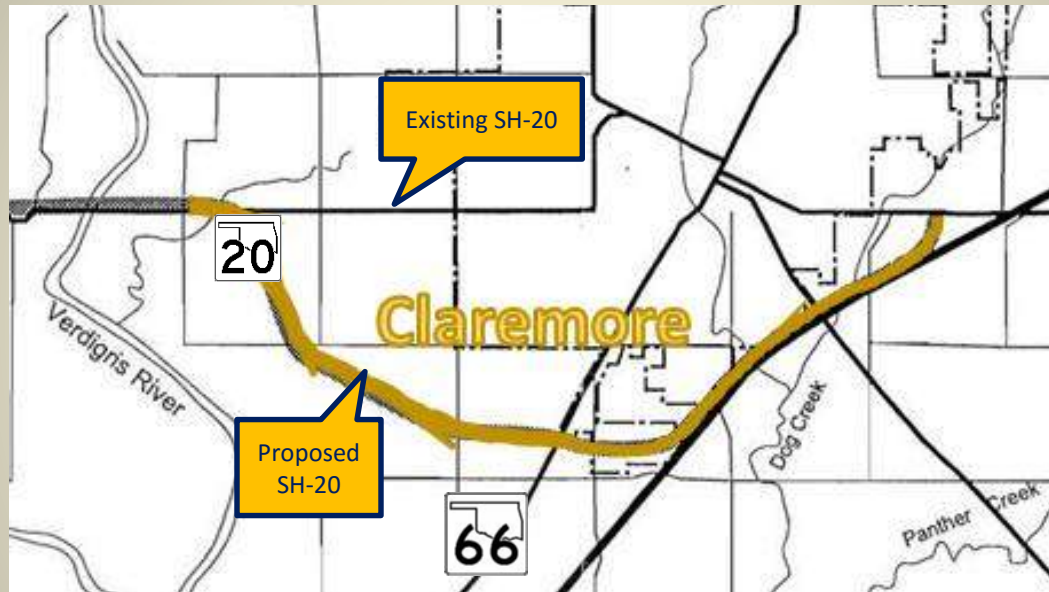 Existing SH-20
20
Claremore
Verdigris River
Proposed
SH-20
Dog Creek
66
Panther Creek